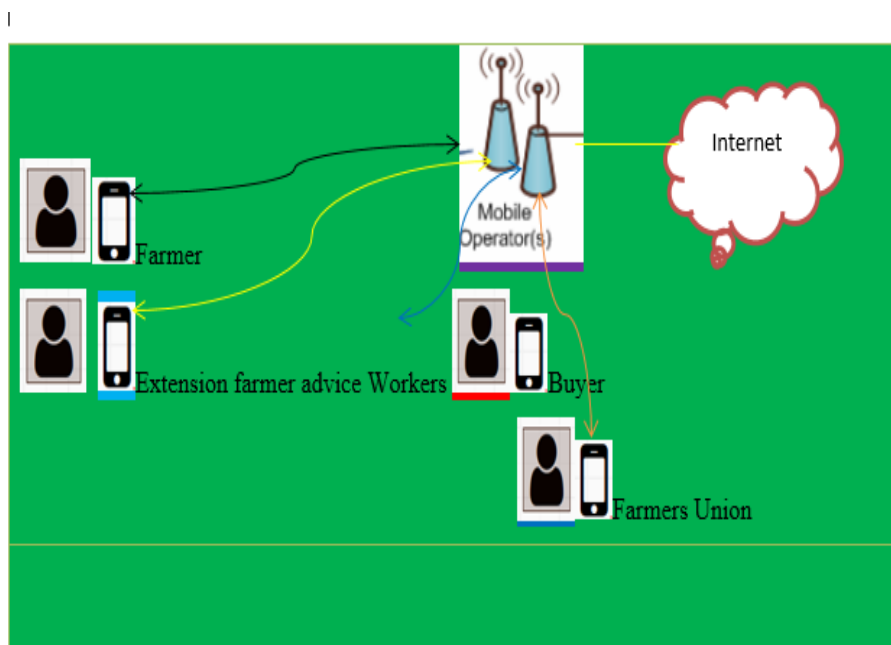 Internet
Mobile
Operator(s)
Farmer
Extension farmer advice Workers
Buyer
Farmers Union